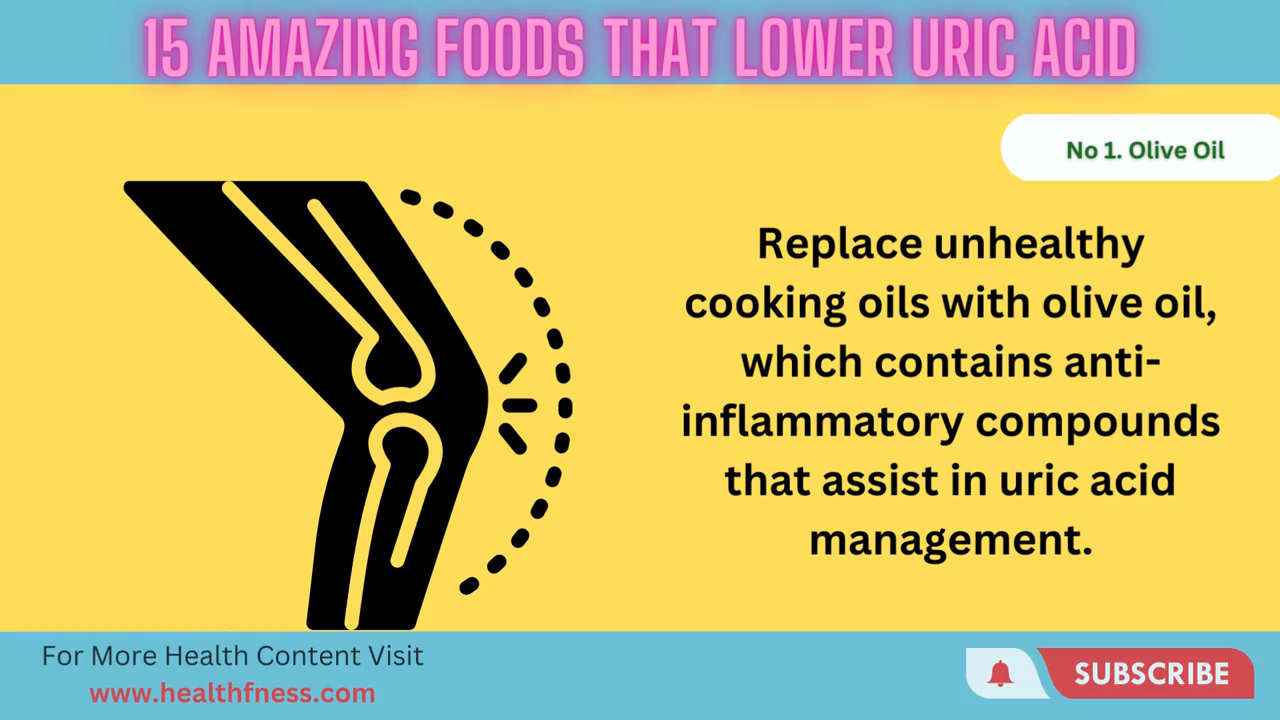 15 AMAZING FOODS THAT LOWER URIC ACID
No 1. Olive Oil
Replace unhealthy
cooking oils with olive oil,
which contains anti-
inflammatory compounds
that assist in uric acid
management.
For More Health Content Visit
www.healthfness.com
SUBSCRIBE